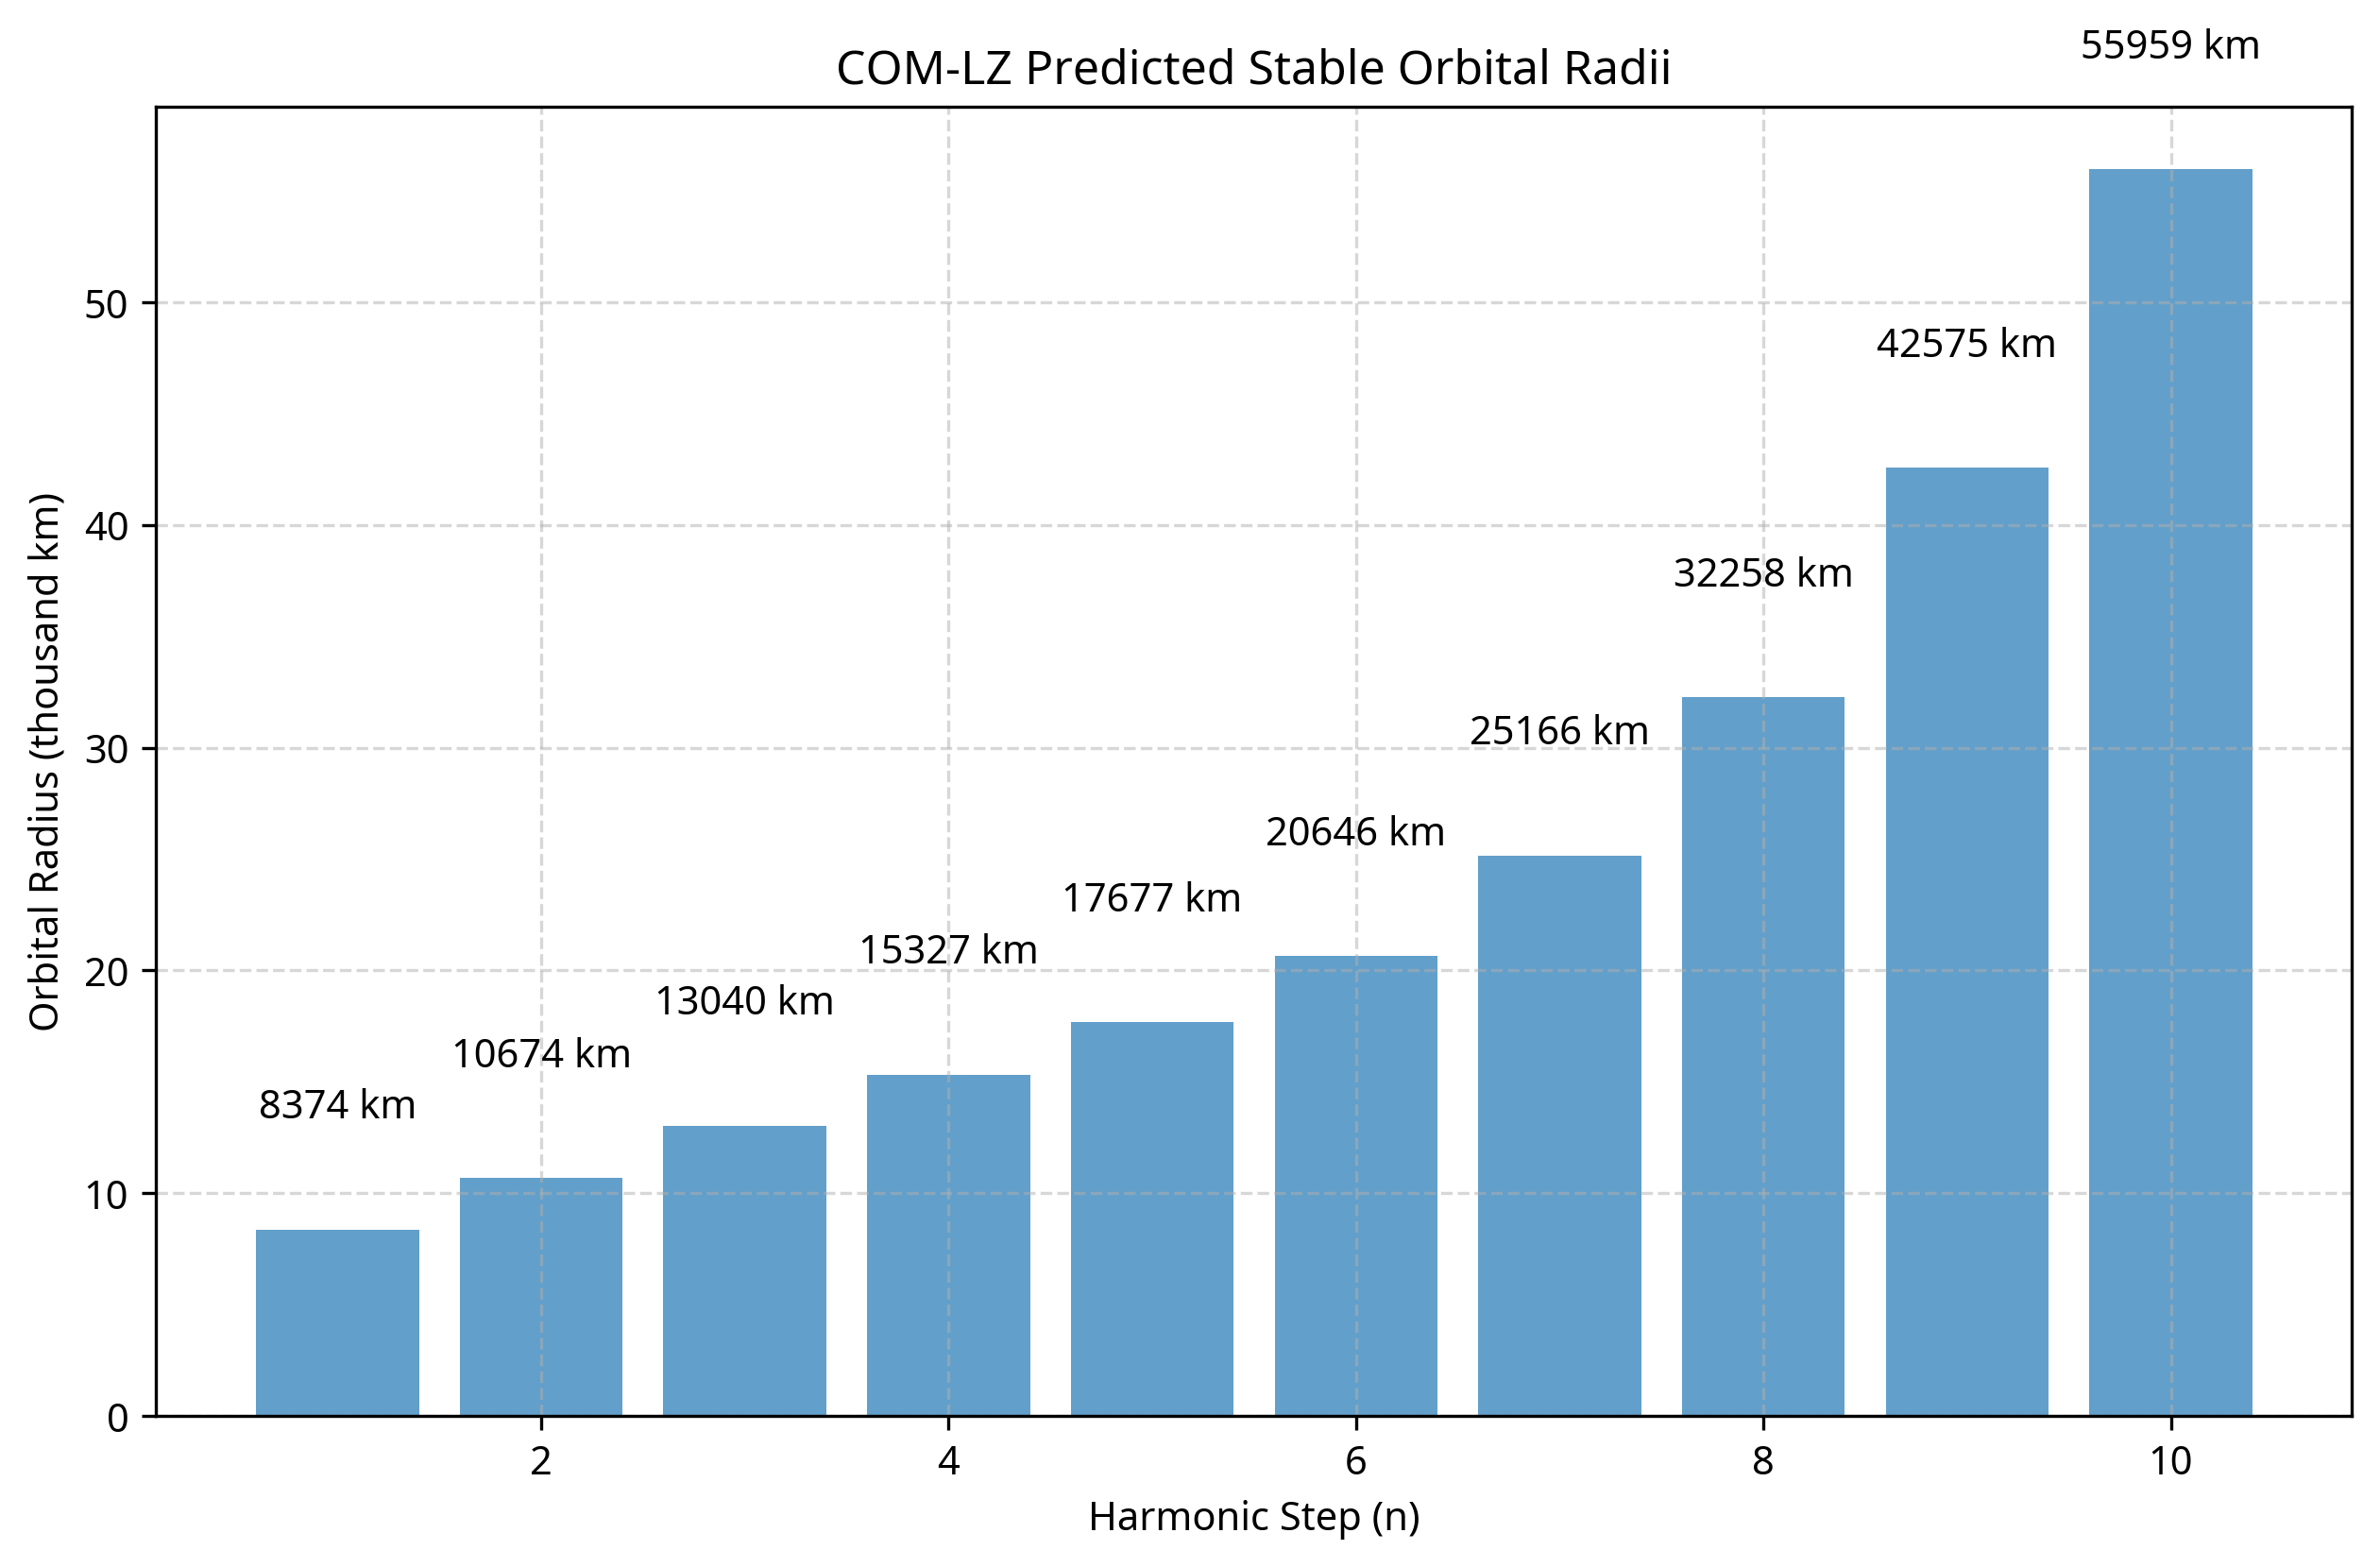 55959 km
COM-LZ Predicted Stable Orbital Radii
50
42575 km
40
32258 km
Orbital Radius (thousand km)
30
25166 km
20646 km
17677 km
15327 km
20
13040 km
10674 km
8374 km
10
0
2
4
6
8
10
Harmonic Step (n)